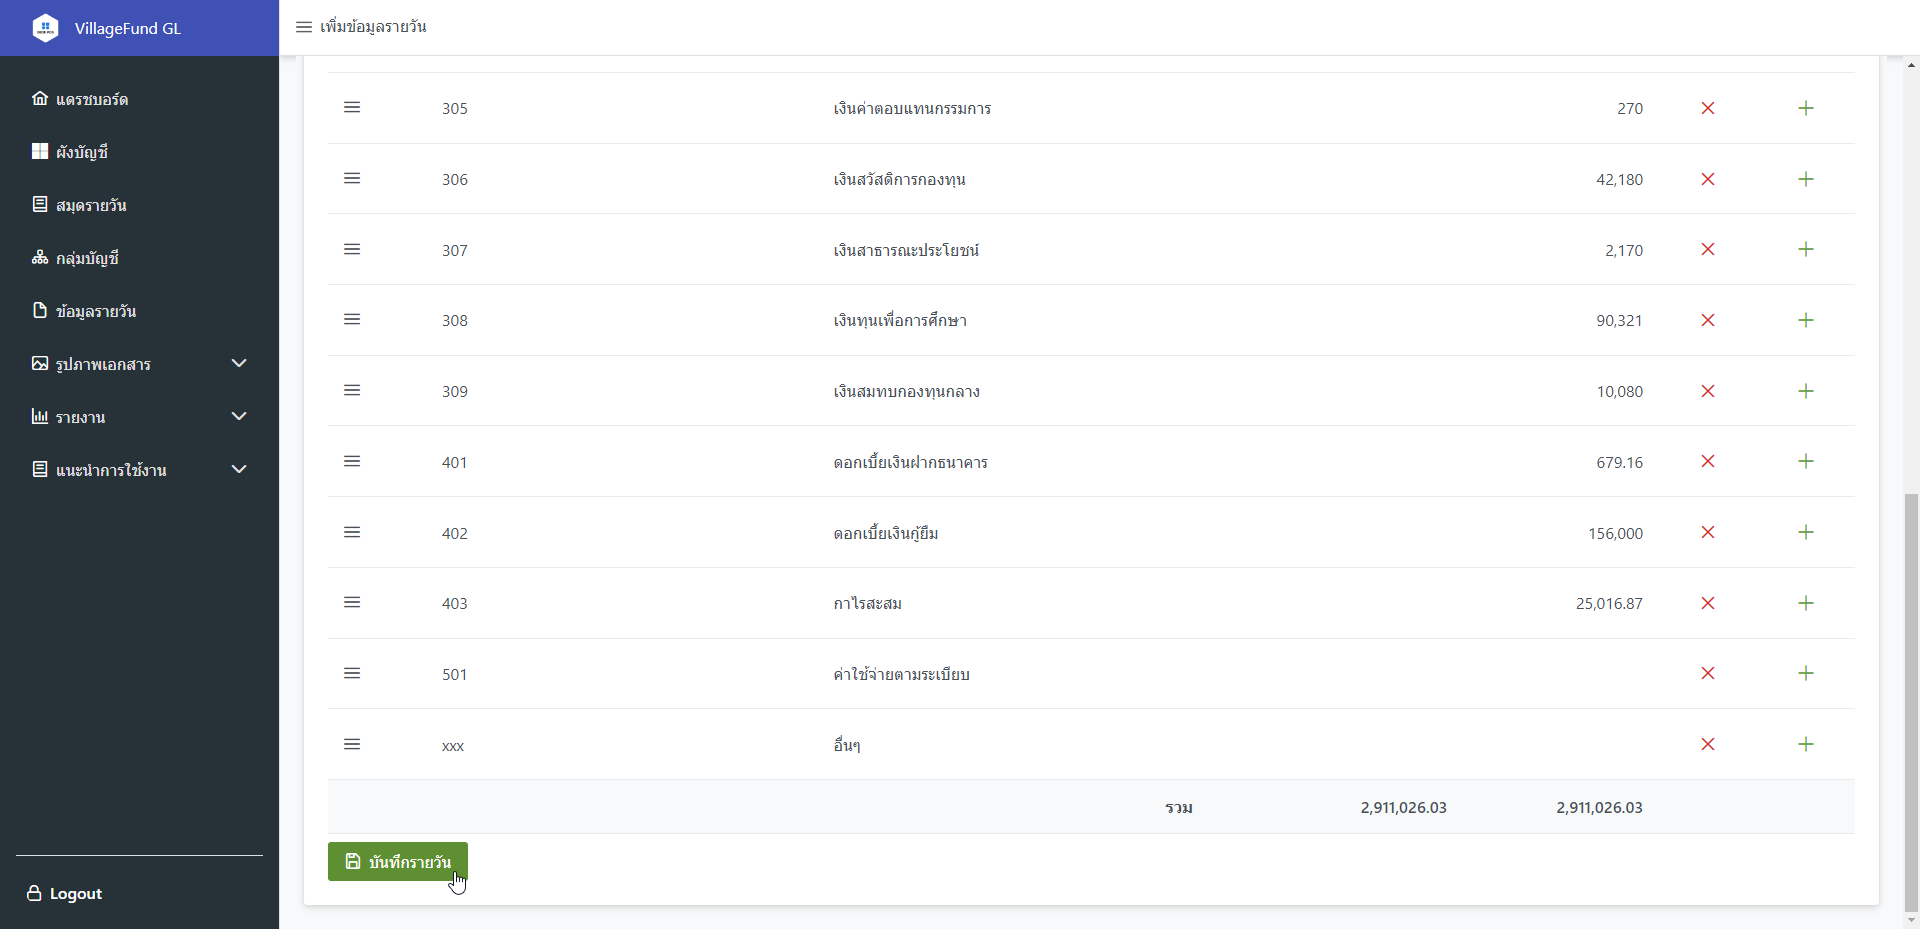 VillageFund GL
เพิ่มข้อมูลรายวัน
แดรชบอร์ด
ผังบัญชี
สมุดรายวัน
กลุ่มบัญชี
ข้อมูลรายวัน
รูปภาพเอกสาร
รายงาน
แนะนำการใช้งาน
Logout
305 เงินค่าตอบแทนกรรมการ 270
306 เงินสวัสดิการกองทุน 42,180
307 เงินสาธารณะประโยชน์ 2,170
308 เงินทุนเพื่อการศึกษา 90,321
309 เงินสมทบกองทุนกลาง 10,080
401 ดอกเบี้ยเงินฝากธนาคาร 679.16
402 ดอกเบี้ยเงินกู้ยืม 156,000
403 กาไรสะสม 25,016.87
501 ค่าใช้จ่ายตามระเบียบ
xxx อื่นๆ
รวม 2,911,026.03 2,911,026.03
บันทึกรายวัน